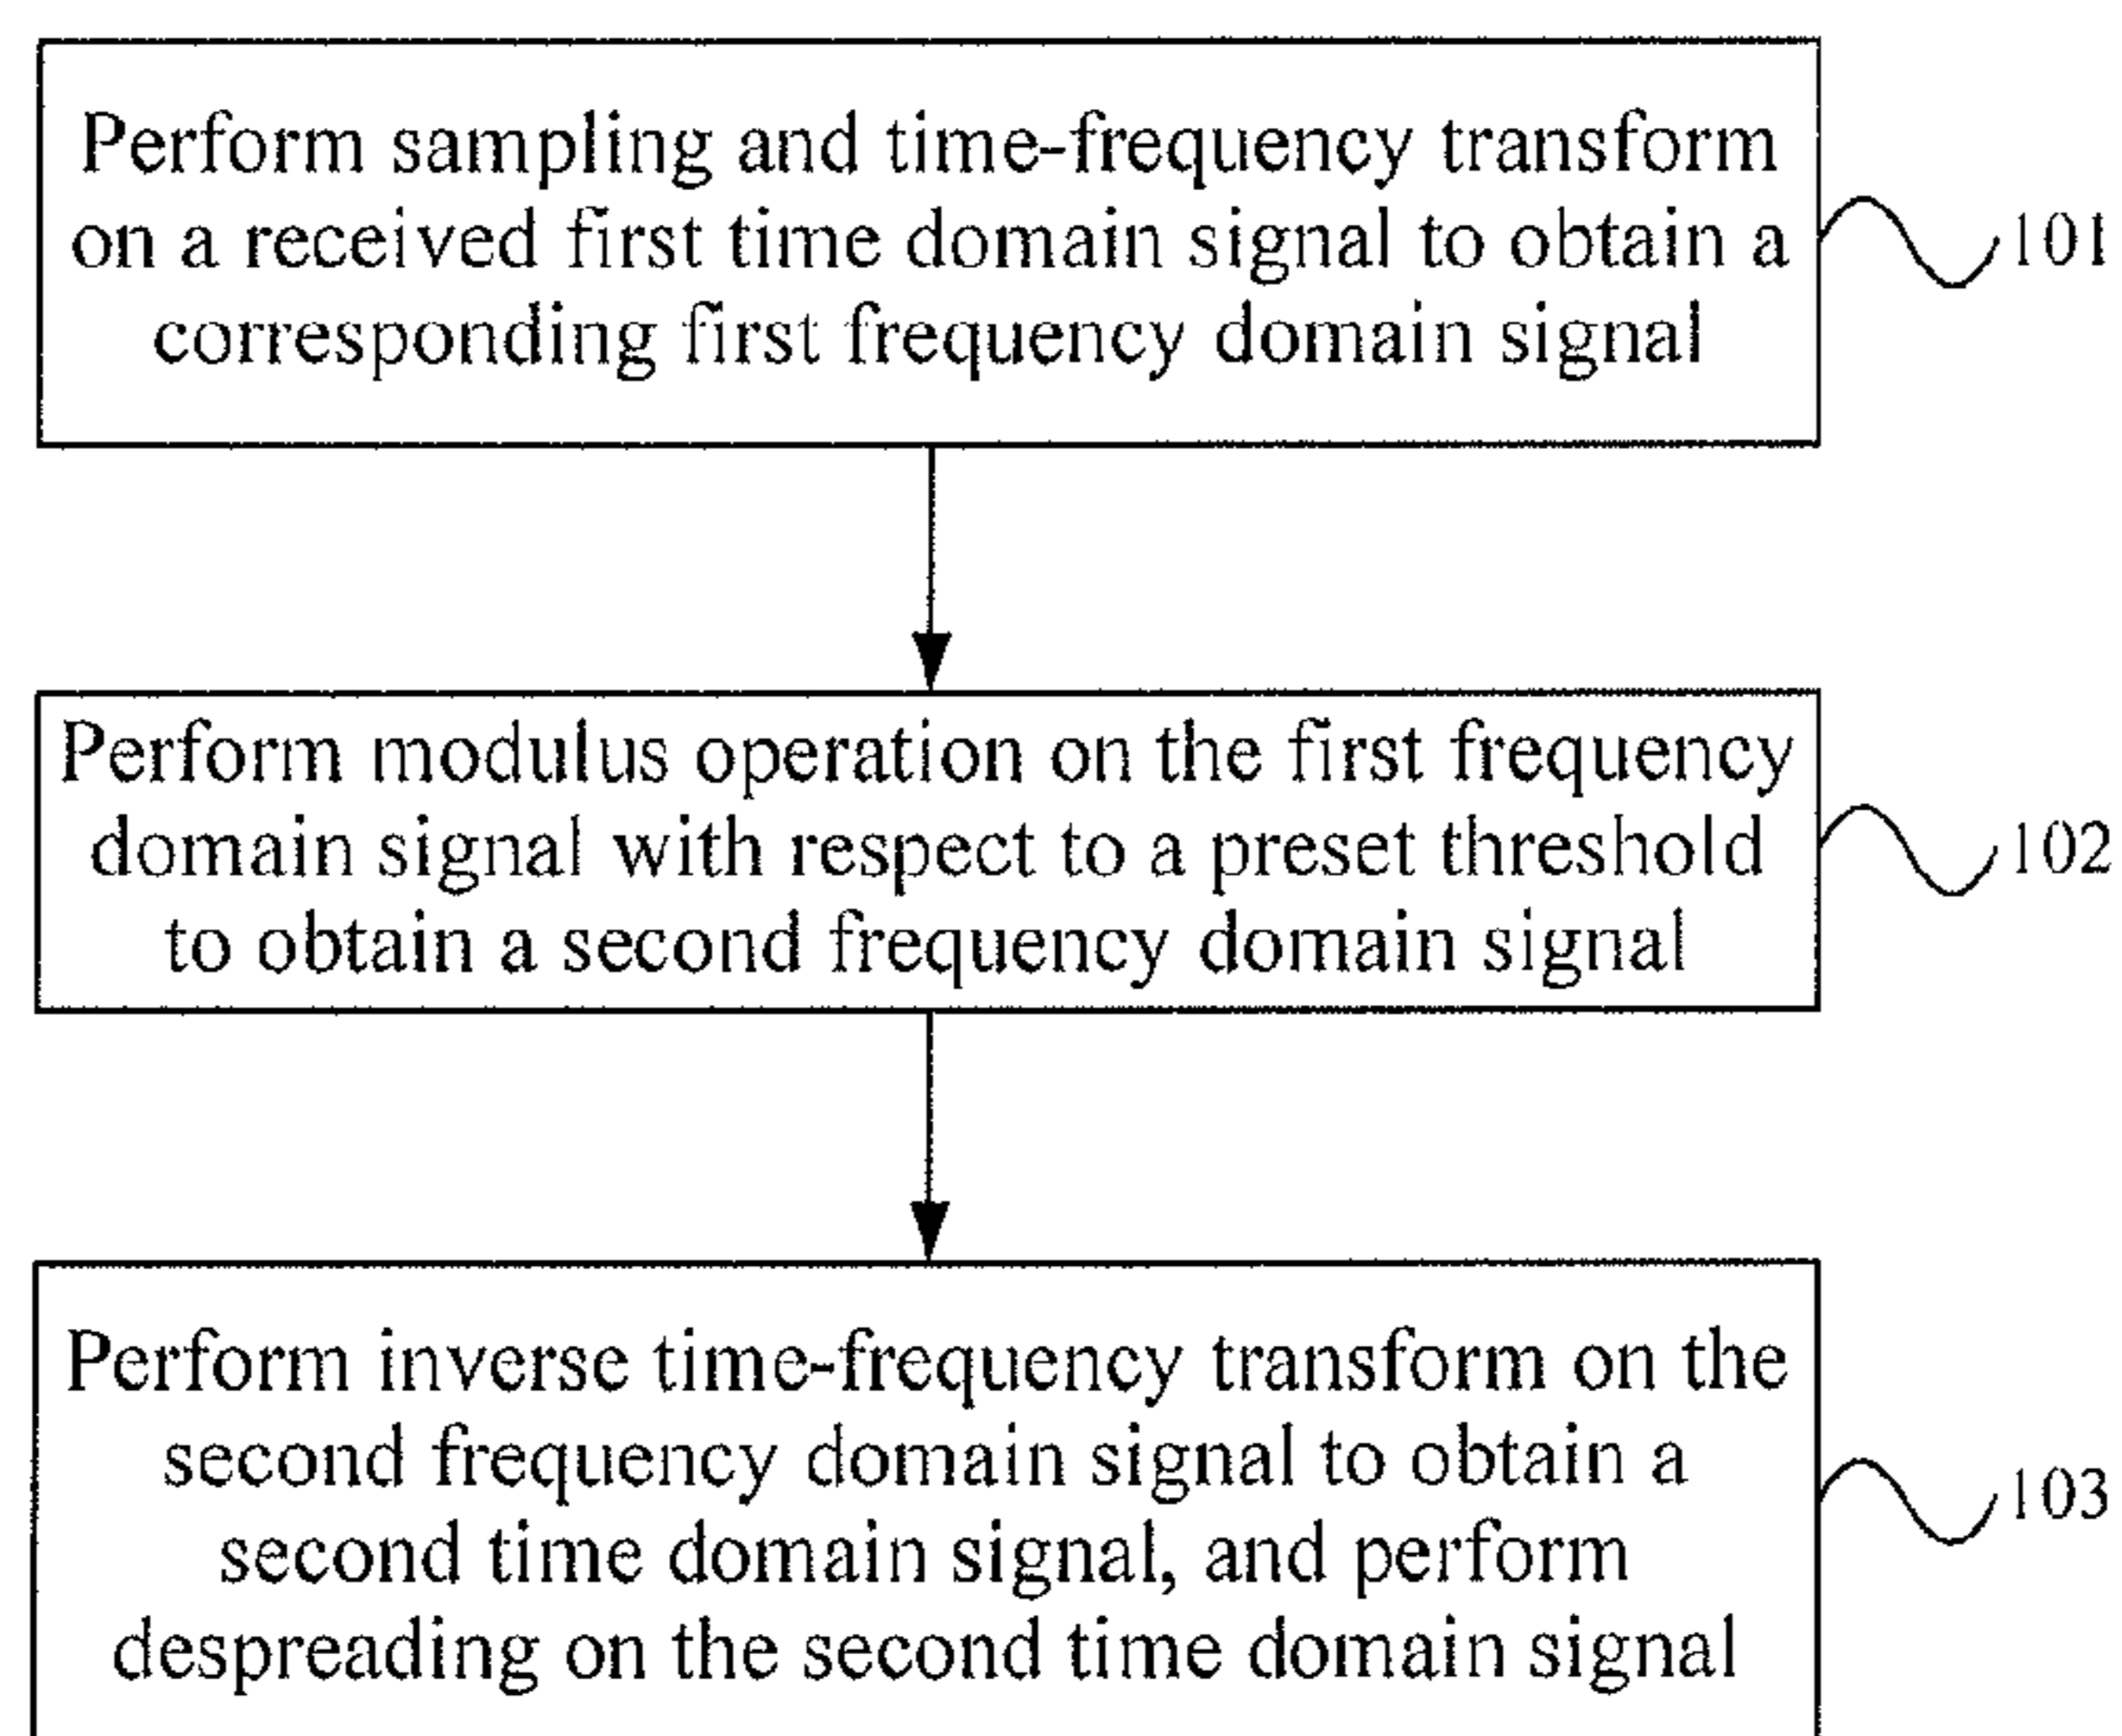 Perform sampling and time-frequency transform
on a received first time domain signal to obtain a
corresponding first frequency domain signal
101
Perform modulus operation on the first frequency
domain signal with respect to a preset threshold
to obtain a second frequency domain signal
102
Perform inverse time-frequency transform on the
second frequency domain signal to obtain a
second time domain signal, and perform
despreading on the second time domain signal
103